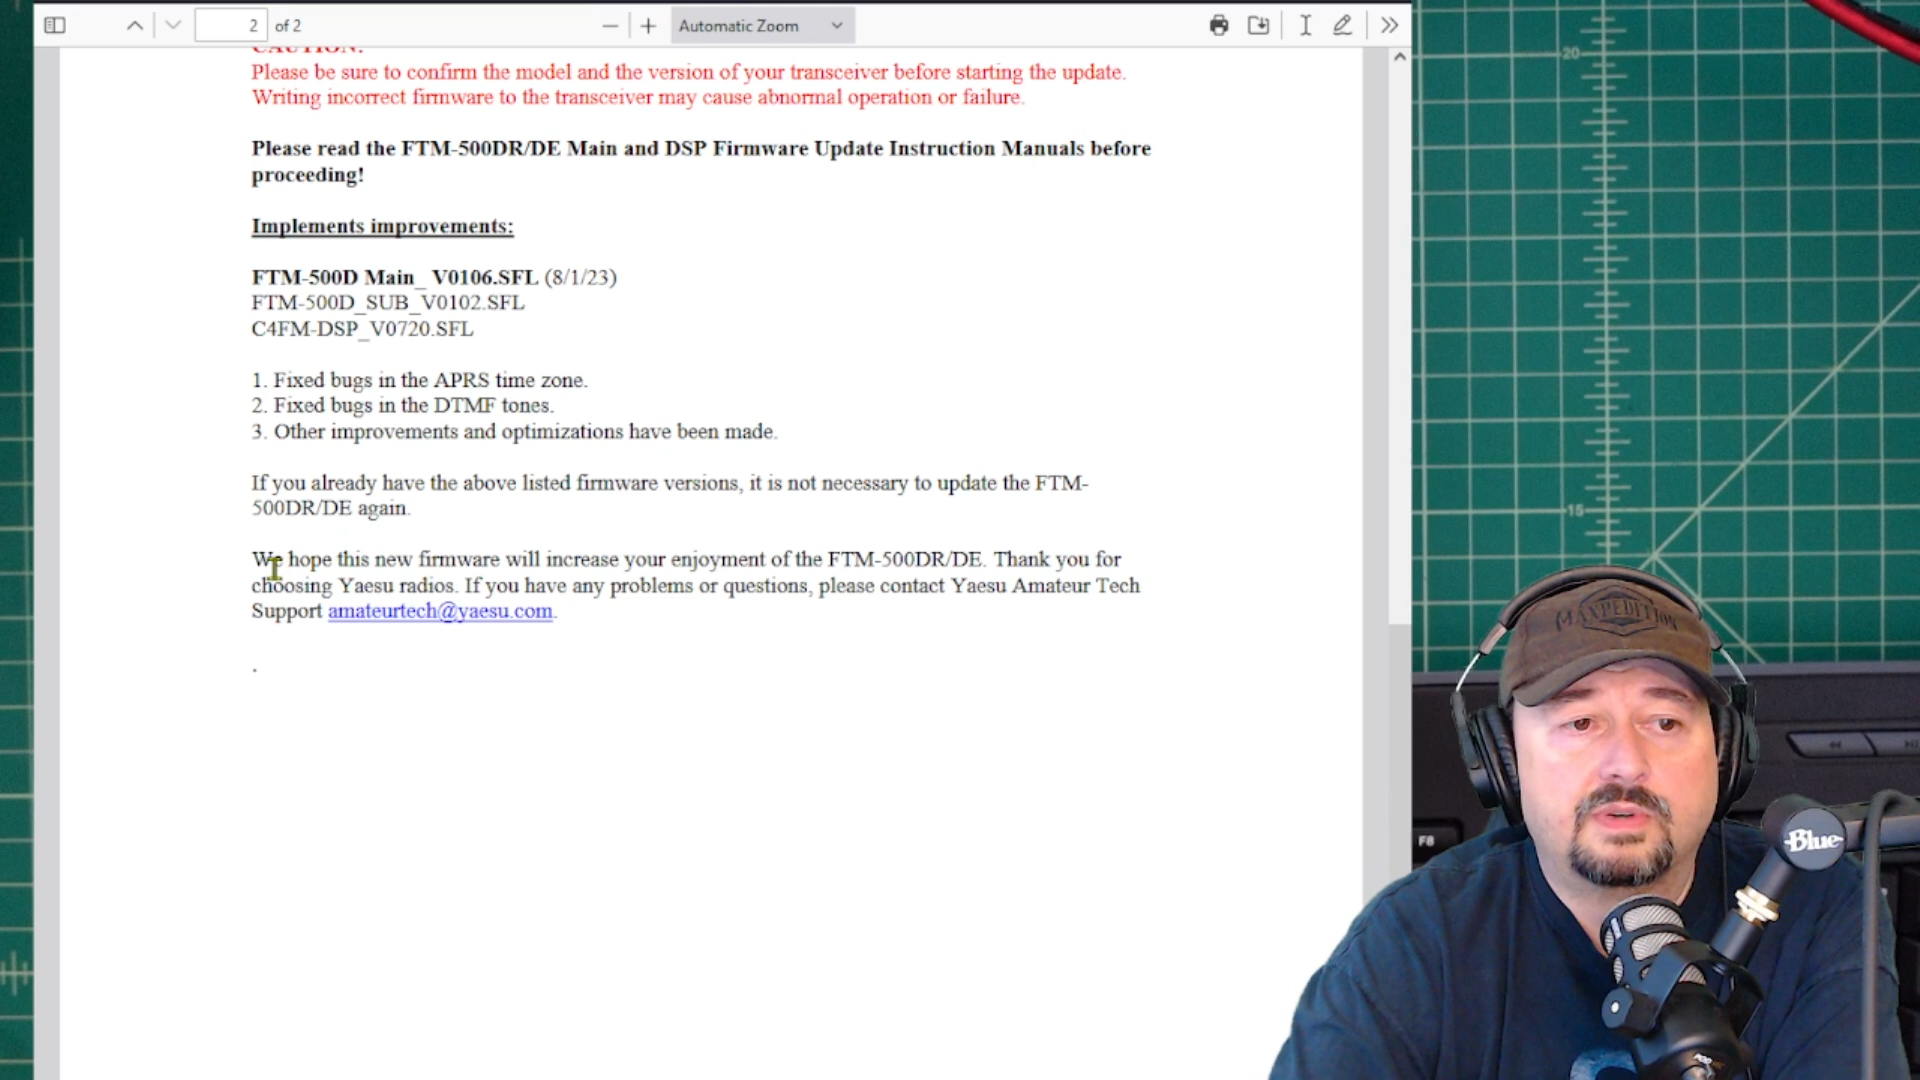 2 of 2
Automatic Zoom
CAUTION:
Please be sure to confirm the model and the version of your transceiver before starting the update.
Writing incorrect firmware to the transceiver may cause abnormal operation or failure.
Please read the FTM-500DR/DE Main and DSP Firmware Update Instruction Manuals before
proceeding!
Implements improvements:
FTM-500D Main_ V0106.SFL (8/1/23)
FTM-500D_SUB_V0102.SFL
C4FM-DSP_V0720.SFL
1. Fixed bugs in the APRS time zone.
2. Fixed bugs in the DTMF tones.
3. Other improvements and optimizations have been made.
If you already have the above listed firmware versions, it is not necessary to update the FTM-
500DR/DE again.
We hope this new firmware will increase your enjoyment of the FTM-500DR/DE. Thank you for
choosing Yaesu radios. If you have any problems or questions, please contact Yaesu Amateur Tech
Support amateurtech@yaesu.com.
.
20
15
MAXPEDITION
F8
Blue